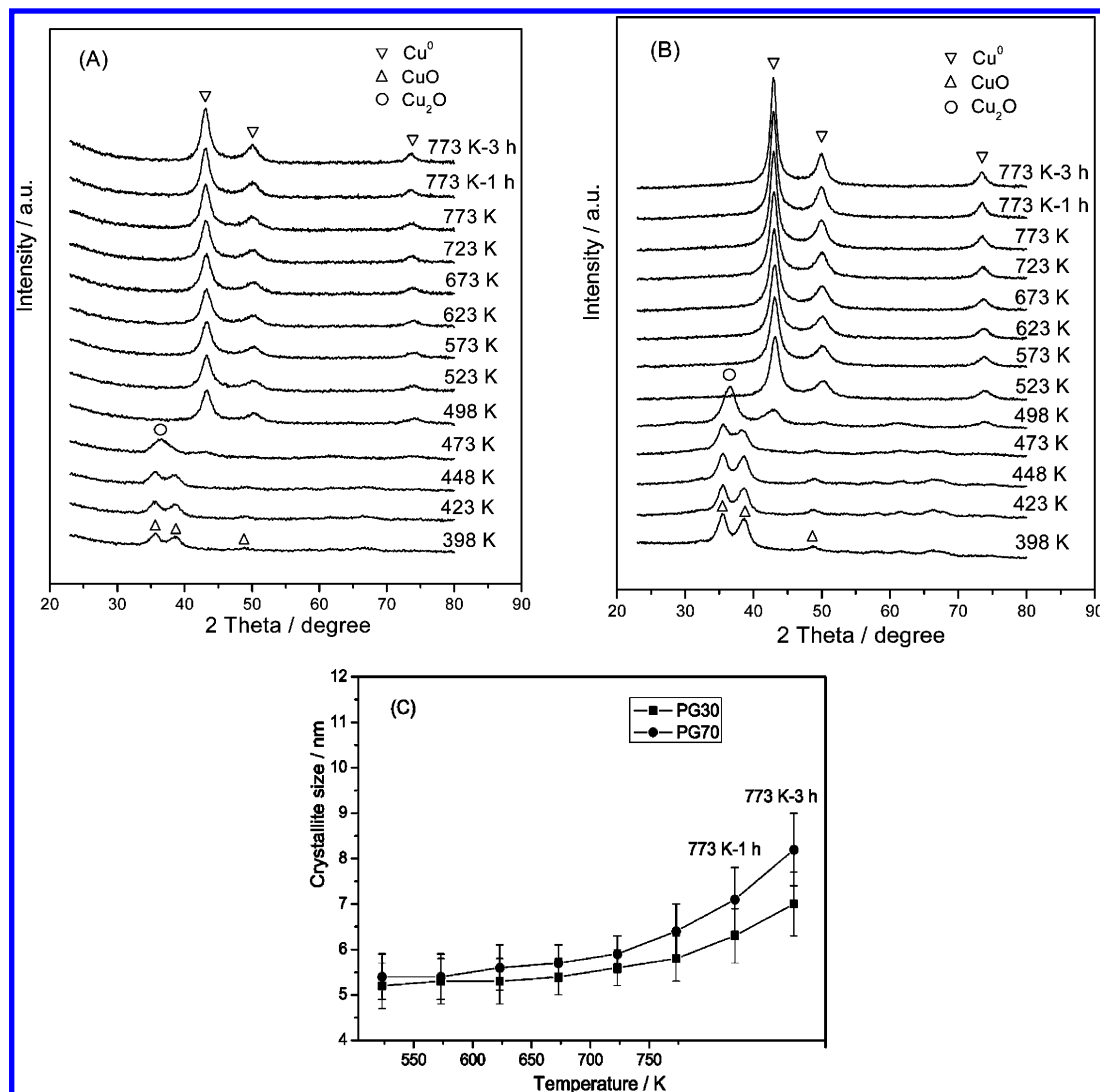 (A)
Cu⁰
CuO
Cu₂O
773 K-3 h
773 K-1 h
773 K
723 K
673 K
623 K
573 K
523 K
498 K
473 K
448 K
423 K
398 K
Intensity / a.u.
20 30 40 50 60 70 80 90
2 Theta / degree
(B)
Cu⁰
CuO
Cu₂O
773 K-3 h
773 K-1 h
773 K
723 K
673 K
623 K
573 K
523 K
498 K
473 K
448 K
423 K
398 K
Intensity / a.u.
20 30 40 50 60 70 80 90
2 Theta / degree
(C)
PG30
PG70
773 K-3 h
773 K-1 h
Crystallite size / nm
12
11
10
9
8
7
6
5
4
550 600 650 700 750
Temperature / K